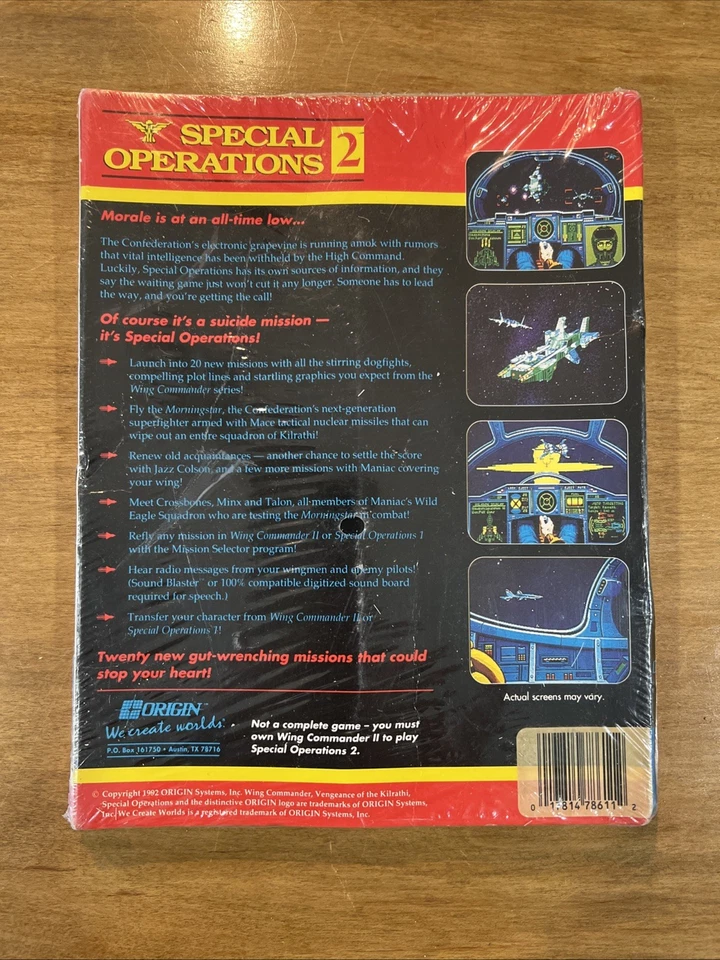 SPECIAL
OPERATIONS 2
Morale is at an all-time low...
The Confederation's electronic grapevine is running amok with rumors
that vital intelligence has been withheld by the High Command.
Luckily, Special Operations has its own sources of information, and they
say the waiting game just won't cut it any longer. Someone has to lead
the way, and you're getting the call!
Of course it's a suicide mission —
it's Special Operations!
Launch into 20 new missions with all the stirring dogfights,
compelling plot lines and startling graphics you expect from the
Wing Commander series!
Fly the Morningstar, the Confederation's next-generation
superfighter armed with Mace tactical nuclear missiles that can
wipe out an entire squadron of Kilrathi!
Renew old acquaintances — another chance to settle the score
with Jazz Colson, and a few more missions with Maniac covering
your wing!
Meet Crossbones, Minx and Talon, all members of Maniac's Wild
Eagle Squadron who are testing the Morningstar in combat!
Refly any mission in Wing Commander II or Special Operations 1
with the Mission Selector program!
Hear radio messages from your wingmen and enemy pilots!
(Sound Blaster™ or 100% compatible digitized sound board
required for speech.)
Transfer your character from Wing Commander II or
Special Operations 1!
Twenty new gut-wrenching missions that could
stop your heart!
Actual screens may vary.
ORIGIN
We create worlds.
P.O. Box 161750 • Austin, TX 78716
Not a complete game – you must
own Wing Commander II to play
Special Operations 2.
© Copyright 1992 ORIGIN Systems, Inc. Wing Commander, Vengeance of the Kilrathi,
Special Operations and the distinctive ORIGIN logo are trademarks of ORIGIN Systems,
Inc. We Create Worlds is a registered trademark of ORIGIN Systems, Inc.
0 14814 78611 2